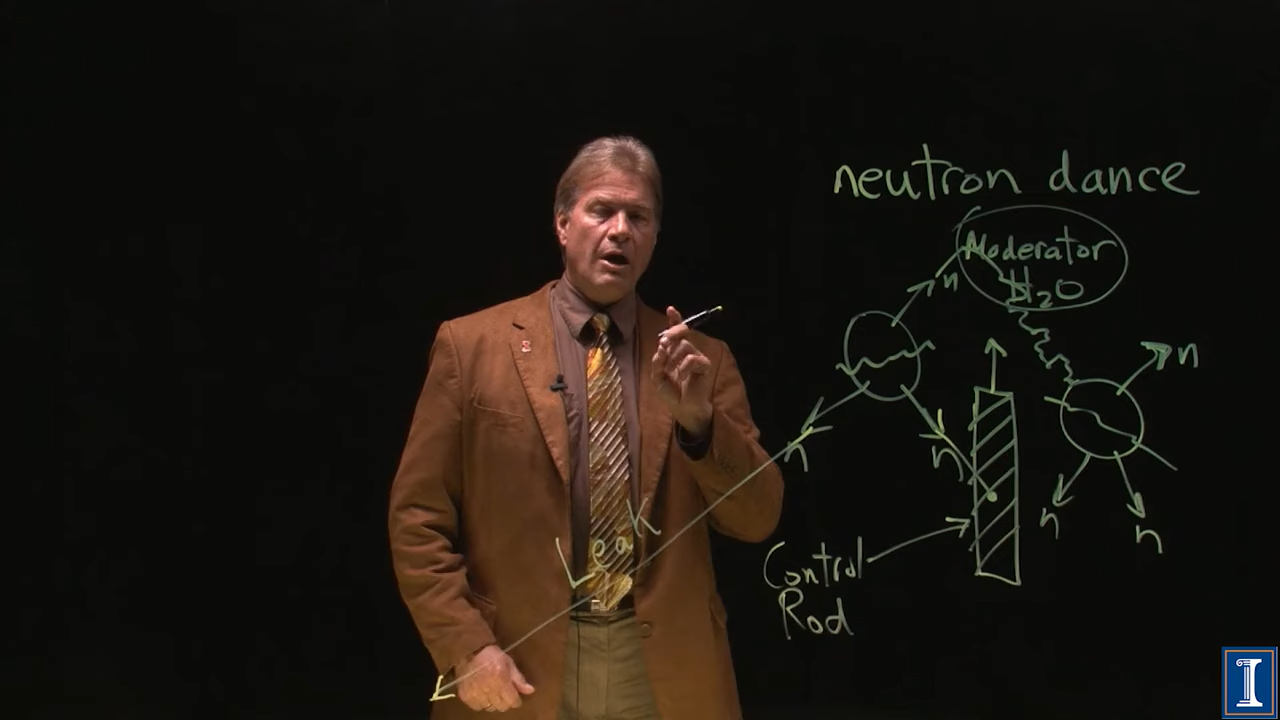 neutron dance
Moderator
H₂O
n
n
n
n
n
n
Leak
Control
Rod
I